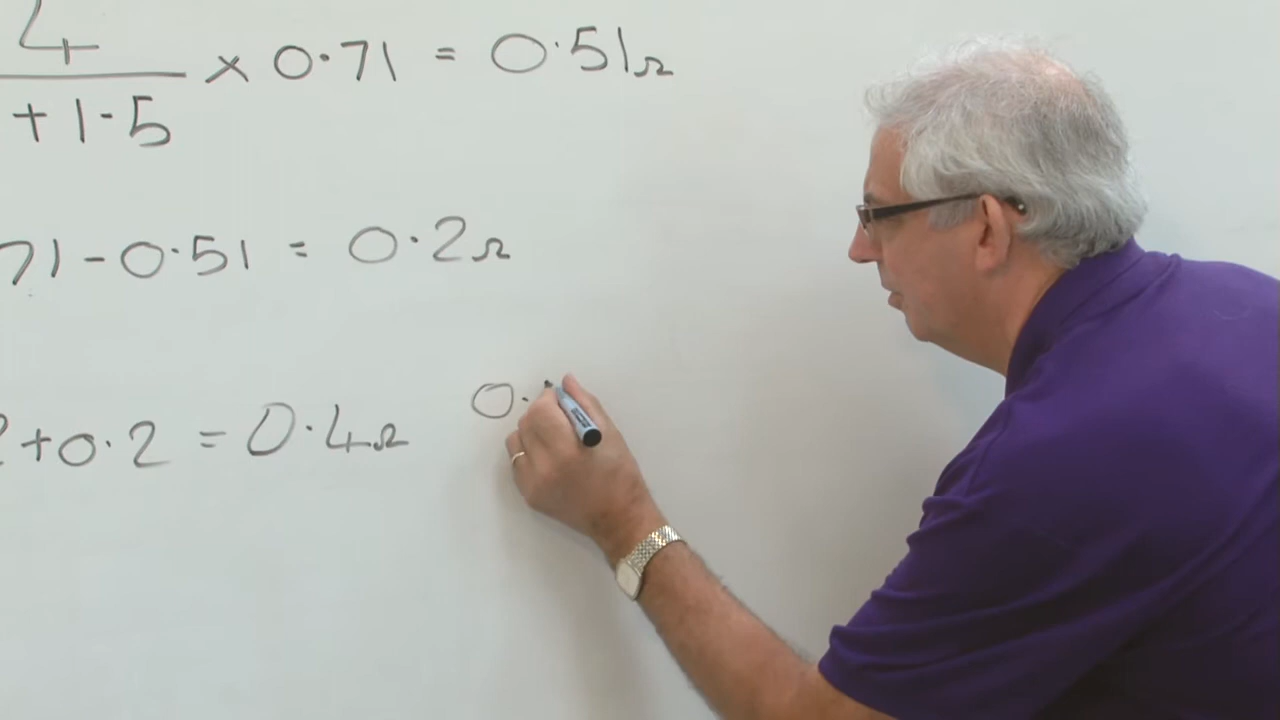 4
+ 1.5 × 0.71 = 0.51Ω
71 - 0.51 = 0.2Ω
2 + 0.2 = 0.4Ω 0.